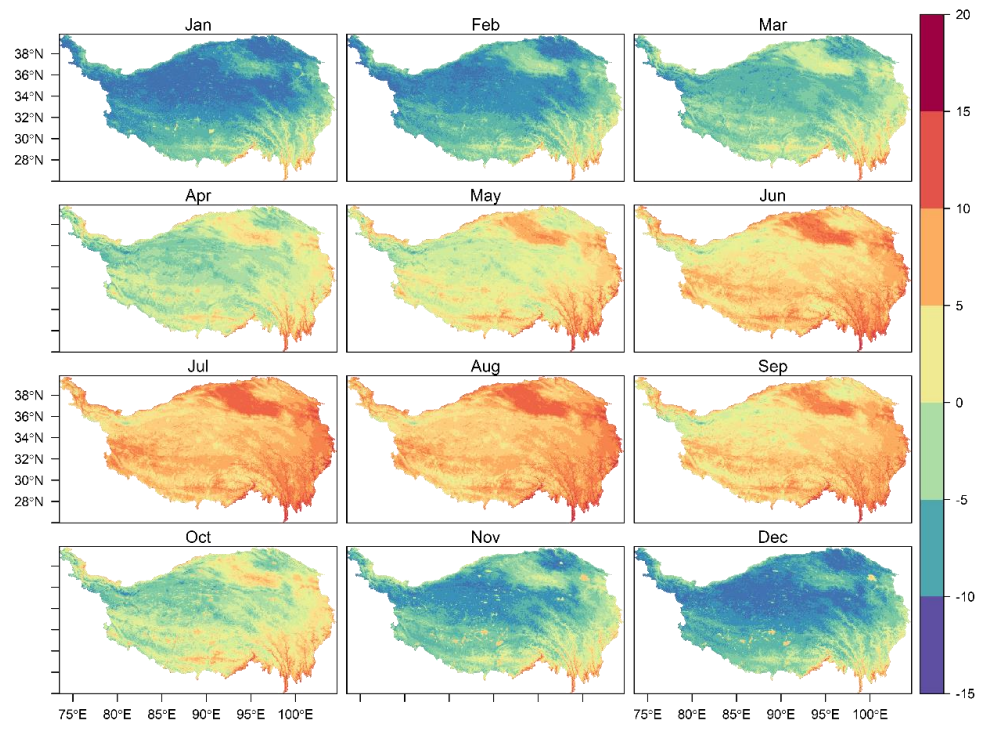 Jan Feb Mar 20
38°N
36°N
34°N
32°N
30°N
28°N
15
Apr May Jun
10
5
Jul Aug Sep
38°N
36°N
34°N
32°N
30°N
28°N
0
-5
Oct Nov Dec
-10
-15
75°E 80°E 85°E 90°E 95°E 100°E 75°E 80°E 85°E 90°E 95°E 100°E